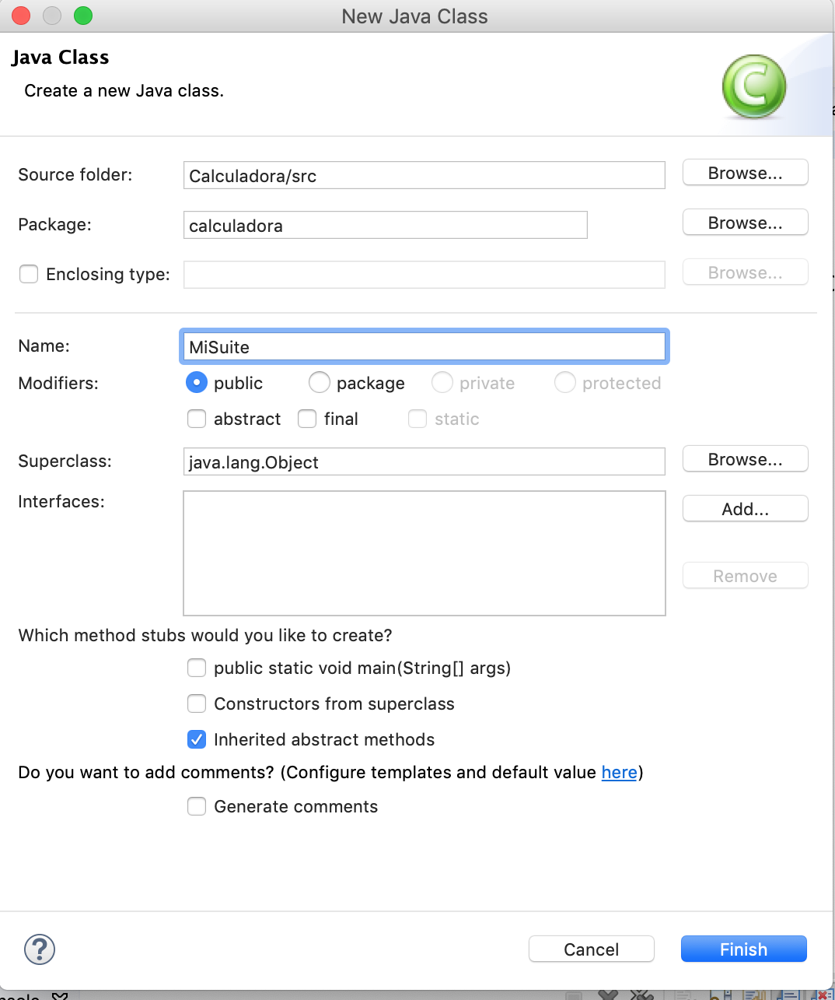 New Java Class
Java Class
Create a new Java class.
Source folder: Calculadora/src Browse...
Package: calculadora Browse...
Enclosing type: Browse...
Name: MiSuite
Modifiers: public package private protected
abstract final static
Superclass: java.lang.Object Browse...
Interfaces: Add...
Remove
Which method stubs would you like to create?
public static void main(String[] args)
Constructors from superclass
Inherited abstract methods
Do you want to add comments? (Configure templates and default value here)
Generate comments
Cancel Finish